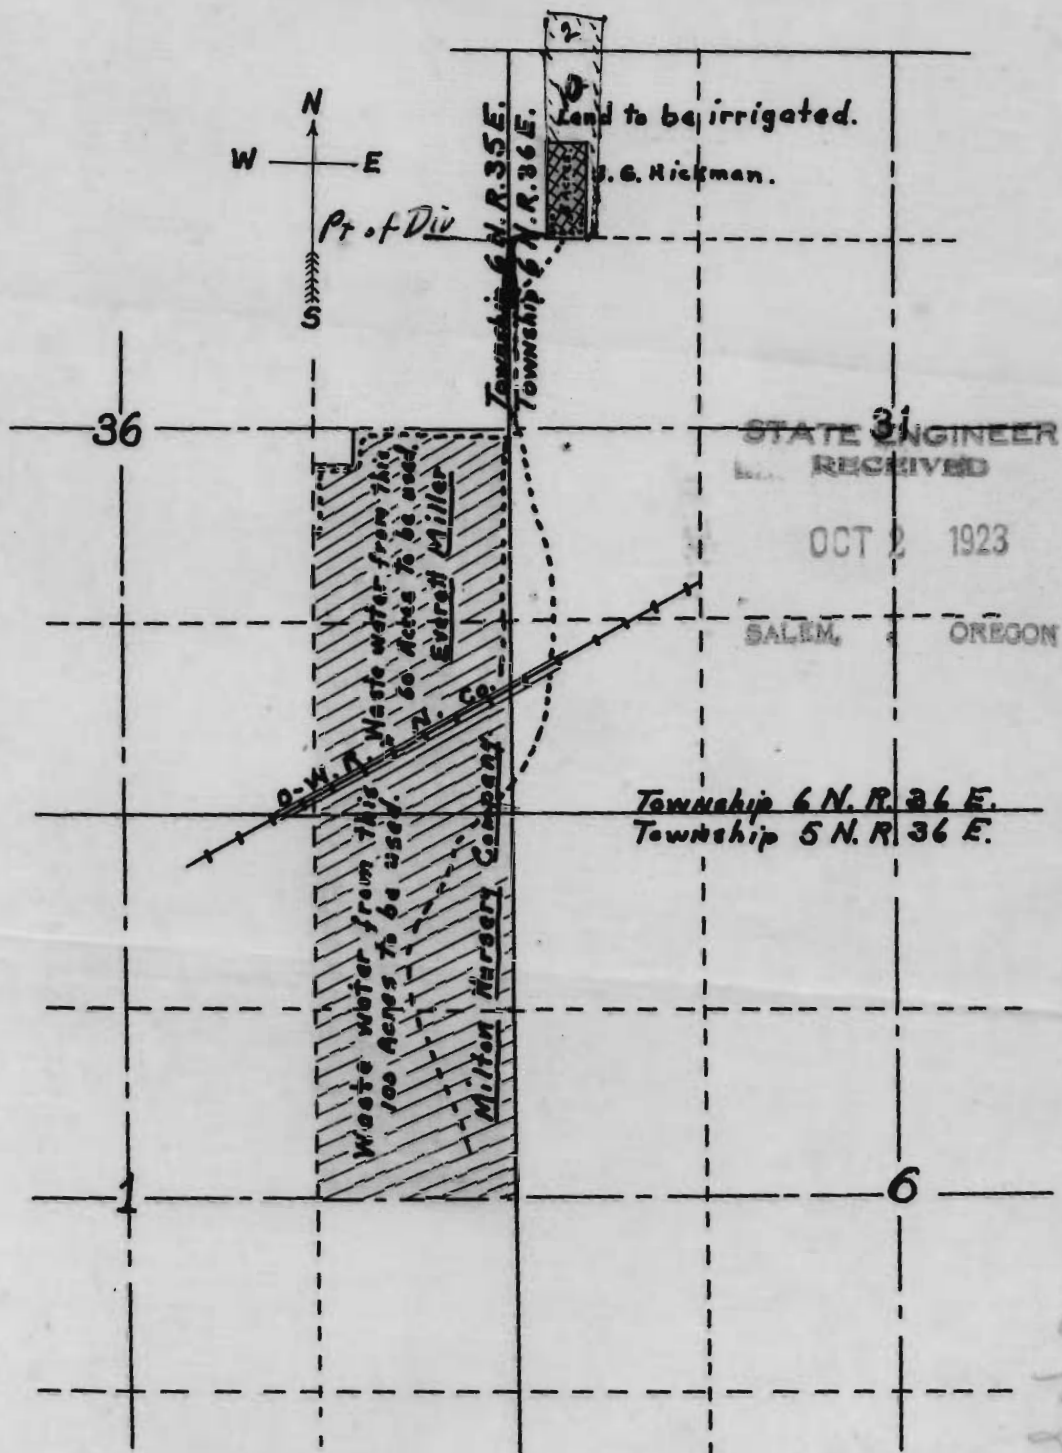 2
Land to be irrigated.
G. Hickman.
N
W E
S
Pt. of Div
Township 6 N. R. 35 E.
Township 6 N. R. 36 E.
36
31
STATE ENGINEER
RECEIVED
OCT 2 1923
SALEM, OREGON
Waste water from this
60 Acres to be used.
Everett Miller
O-W. R. N. Co.
Township 6 N. R. 36 E.
Township 5 N. R. 36 E.
Waste water from this
100 Acres to be used.
Milton Nursery Company
1
6